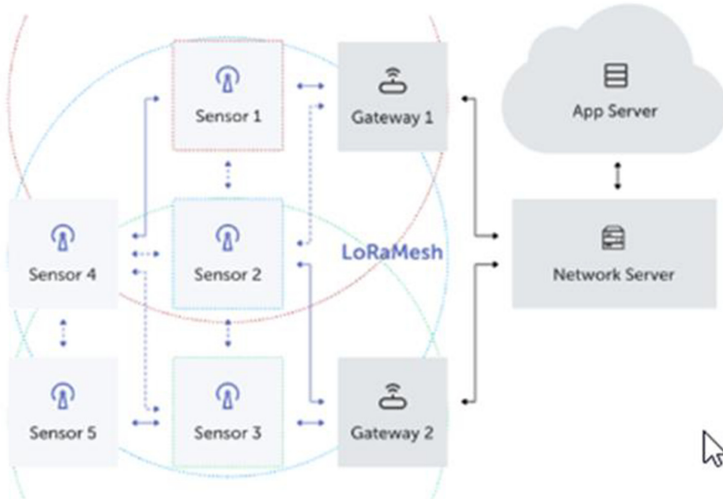 Sensor 1
Gateway 1
App Server
Sensor 4
Sensor 2
LoRaMesh
Network Server
Sensor 5
Sensor 3
Gateway 2